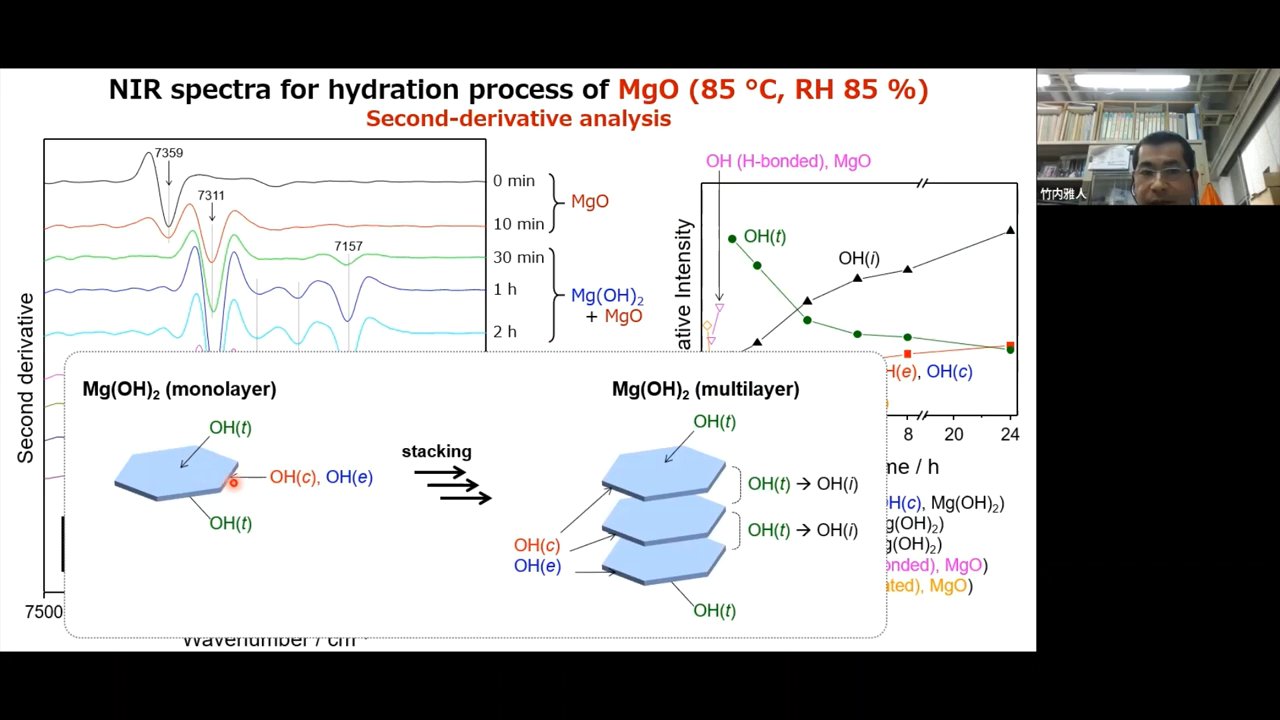 NIR spectra for hydration process of MgO (85 °C, RH 85 %)
Second-derivative analysis
7359
7311
7157
0 min
10 min
30 min
1 h
2 h
MgO
Mg(OH)₂
+ MgO
Second derivative
7500
Wavenumber / cm
OH (H-bonded), MgO
OH(t)
OH(i)
ative Intensity
H(e), OH(c)
8
20
24
me / h
H(c), Mg(OH)₂)
g(OH)₂)
g(OH)₂)
onded), MgO)
ated), MgO)
Mg(OH)₂ (monolayer)
OH(t)
OH(c), OH(e)
OH(t)
stacking
Mg(OH)₂ (multilayer)
OH(t)
OH(t) → OH(i)
OH(t) → OH(i)
OH(c)
OH(e)
OH(t)
竹内雅人